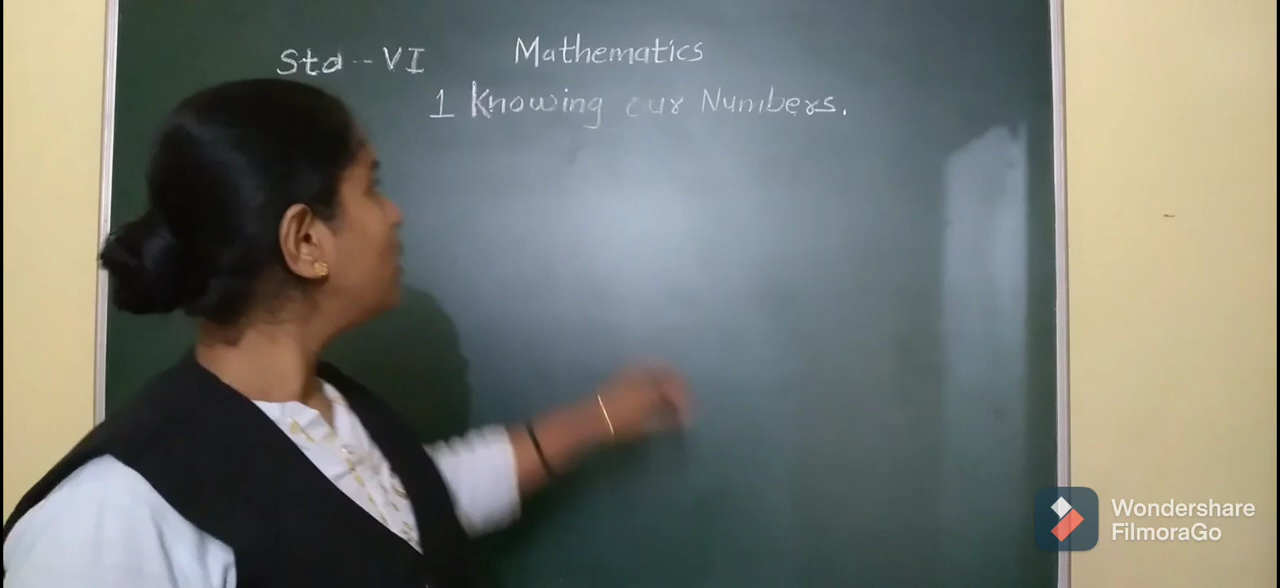 Std -- VI Mathematics
1 Knowing our Numbers.
Wondershare
FilmoraGo